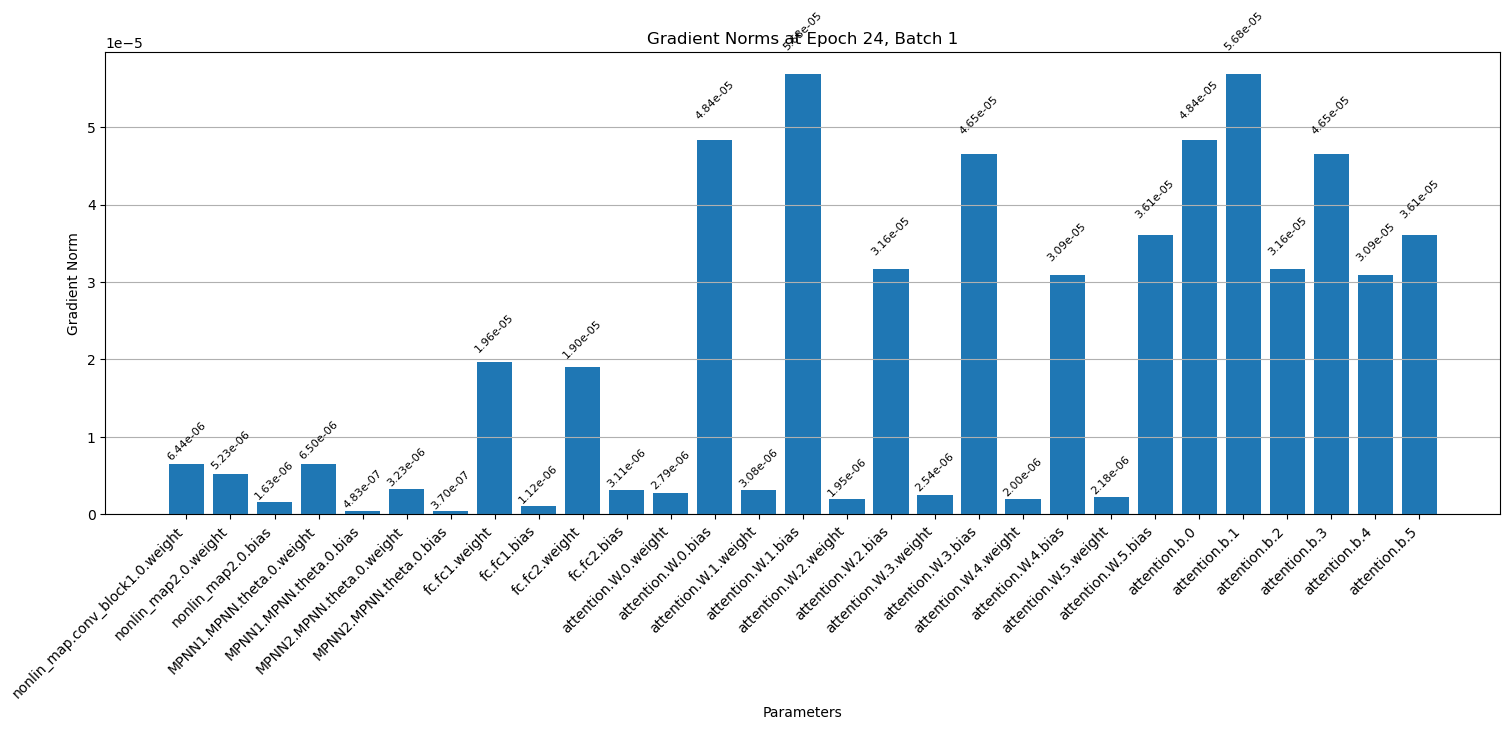 Gradient Norms at Epoch 24, Batch 1
1e−5
Gradient Norm
5
4
3
2
1
0
6.44e-06
5.23e-06
1.63e-06
6.50e-06
4.83e-07
3.23e-06
3.70e-07
1.96e-05
1.12e-06
1.90e-05
3.11e-06
2.79e-06
4.84e-05
3.08e-06
5.68e-05
1.95e-06
3.16e-05
2.54e-06
4.65e-05
2.00e-06
3.09e-05
2.18e-06
3.61e-05
4.84e-05
5.68e-05
3.16e-05
4.65e-05
3.09e-05
3.61e-05
nonlin_map.conv_block1.0.weight
nonlin_map2.0.weight
nonlin_map2.0.bias
MPNN1.MPNN.theta.0.weight
MPNN1.MPNN.theta.0.bias
MPNN2.MPNN.theta.0.weight
MPNN2.MPNN.theta.0.bias
fc.fc1.weight
fc.fc1.bias
fc.fc2.weight
fc.fc2.bias
attention.W.0.weight
attention.W.0.bias
attention.W.1.weight
attention.W.1.bias
attention.W.2.weight
attention.W.2.bias
attention.W.3.weight
attention.W.3.bias
attention.W.4.weight
attention.W.4.bias
attention.W.5.weight
attention.W.5.bias
attention.b.0
attention.b.1
attention.b.2
attention.b.3
attention.b.4
attention.b.5
Parameters